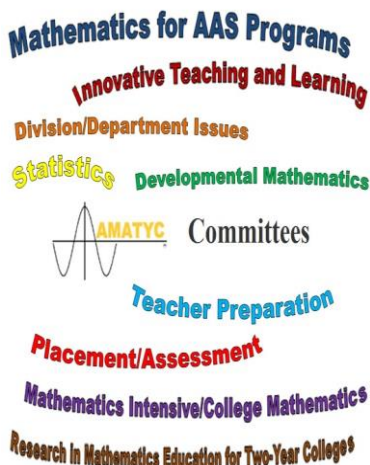 Mathematics for AAS Programs
Innovative Teaching and Learning
Division/Department Issues
Statistics Developmental Mathematics
AMATYC Committees
Teacher Preparation
Placement/Assessment
Mathematics Intensive/College Mathematics
Research in Mathematics Education for Two-Year Colleges